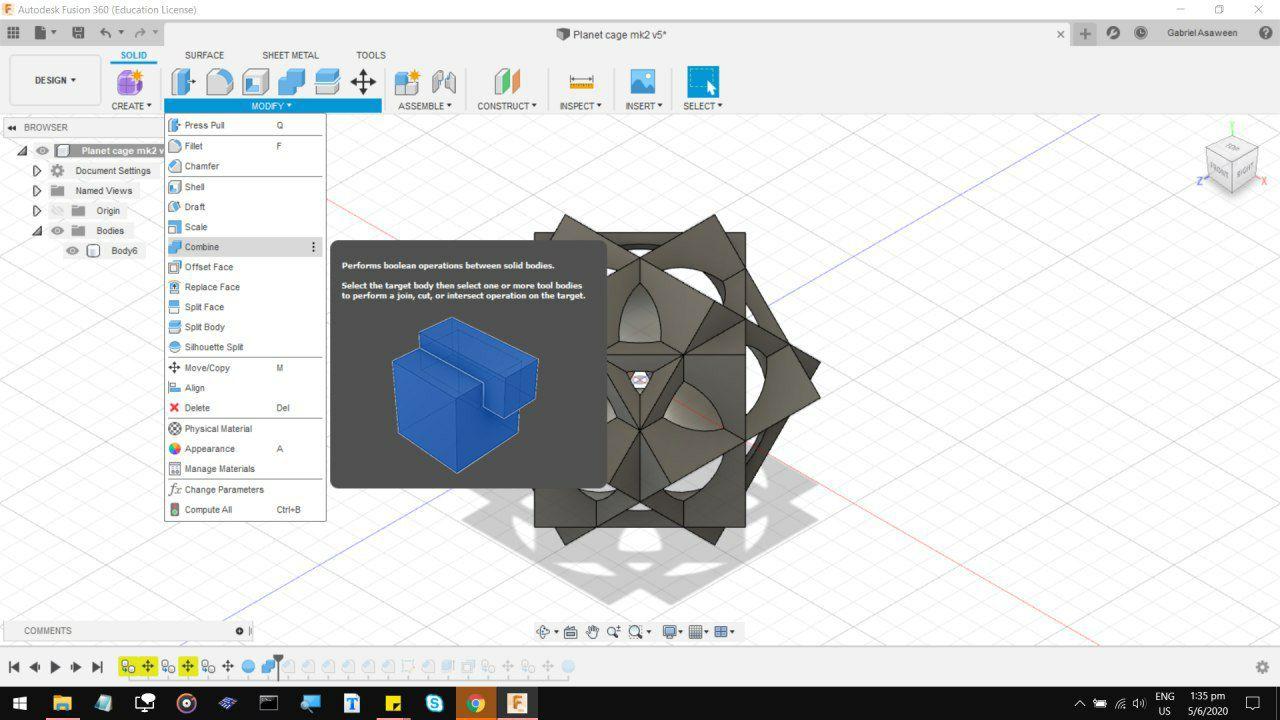 Autodesk Fusion 360 (Education License)
Planet cage mk2 v5*
Gabriel Asaween
SOLID
SURFACE
SHEET METAL
TOOLS
DESIGN
CREATE
MODIFY
ASSEMBLE
CONSTRUCT
INSPECT
INSERT
SELECT
BROWSER
Planet cage mk2 v
Document Settings
Named Views
Origin
Bodies
Body6
Press Pull Q
Fillet F
Chamfer
Shell
Draft
Scale
Combine
Offset Face
Replace Face
Split Face
Split Body
Silhouette Split
Move/Copy M
Align
Delete Del
Physical Material
Appearance A
Manage Materials
Change Parameters
Compute All Ctrl+B
Performs boolean operations between solid bodies.
Select the target body then select one or more tool bodies
to perform a join, cut, or intersect operation on the target.
Y
TOP
FRONT
RIGHT
Z
X
COMMENTS
ENG
US
1:35 pm
5/6/2020